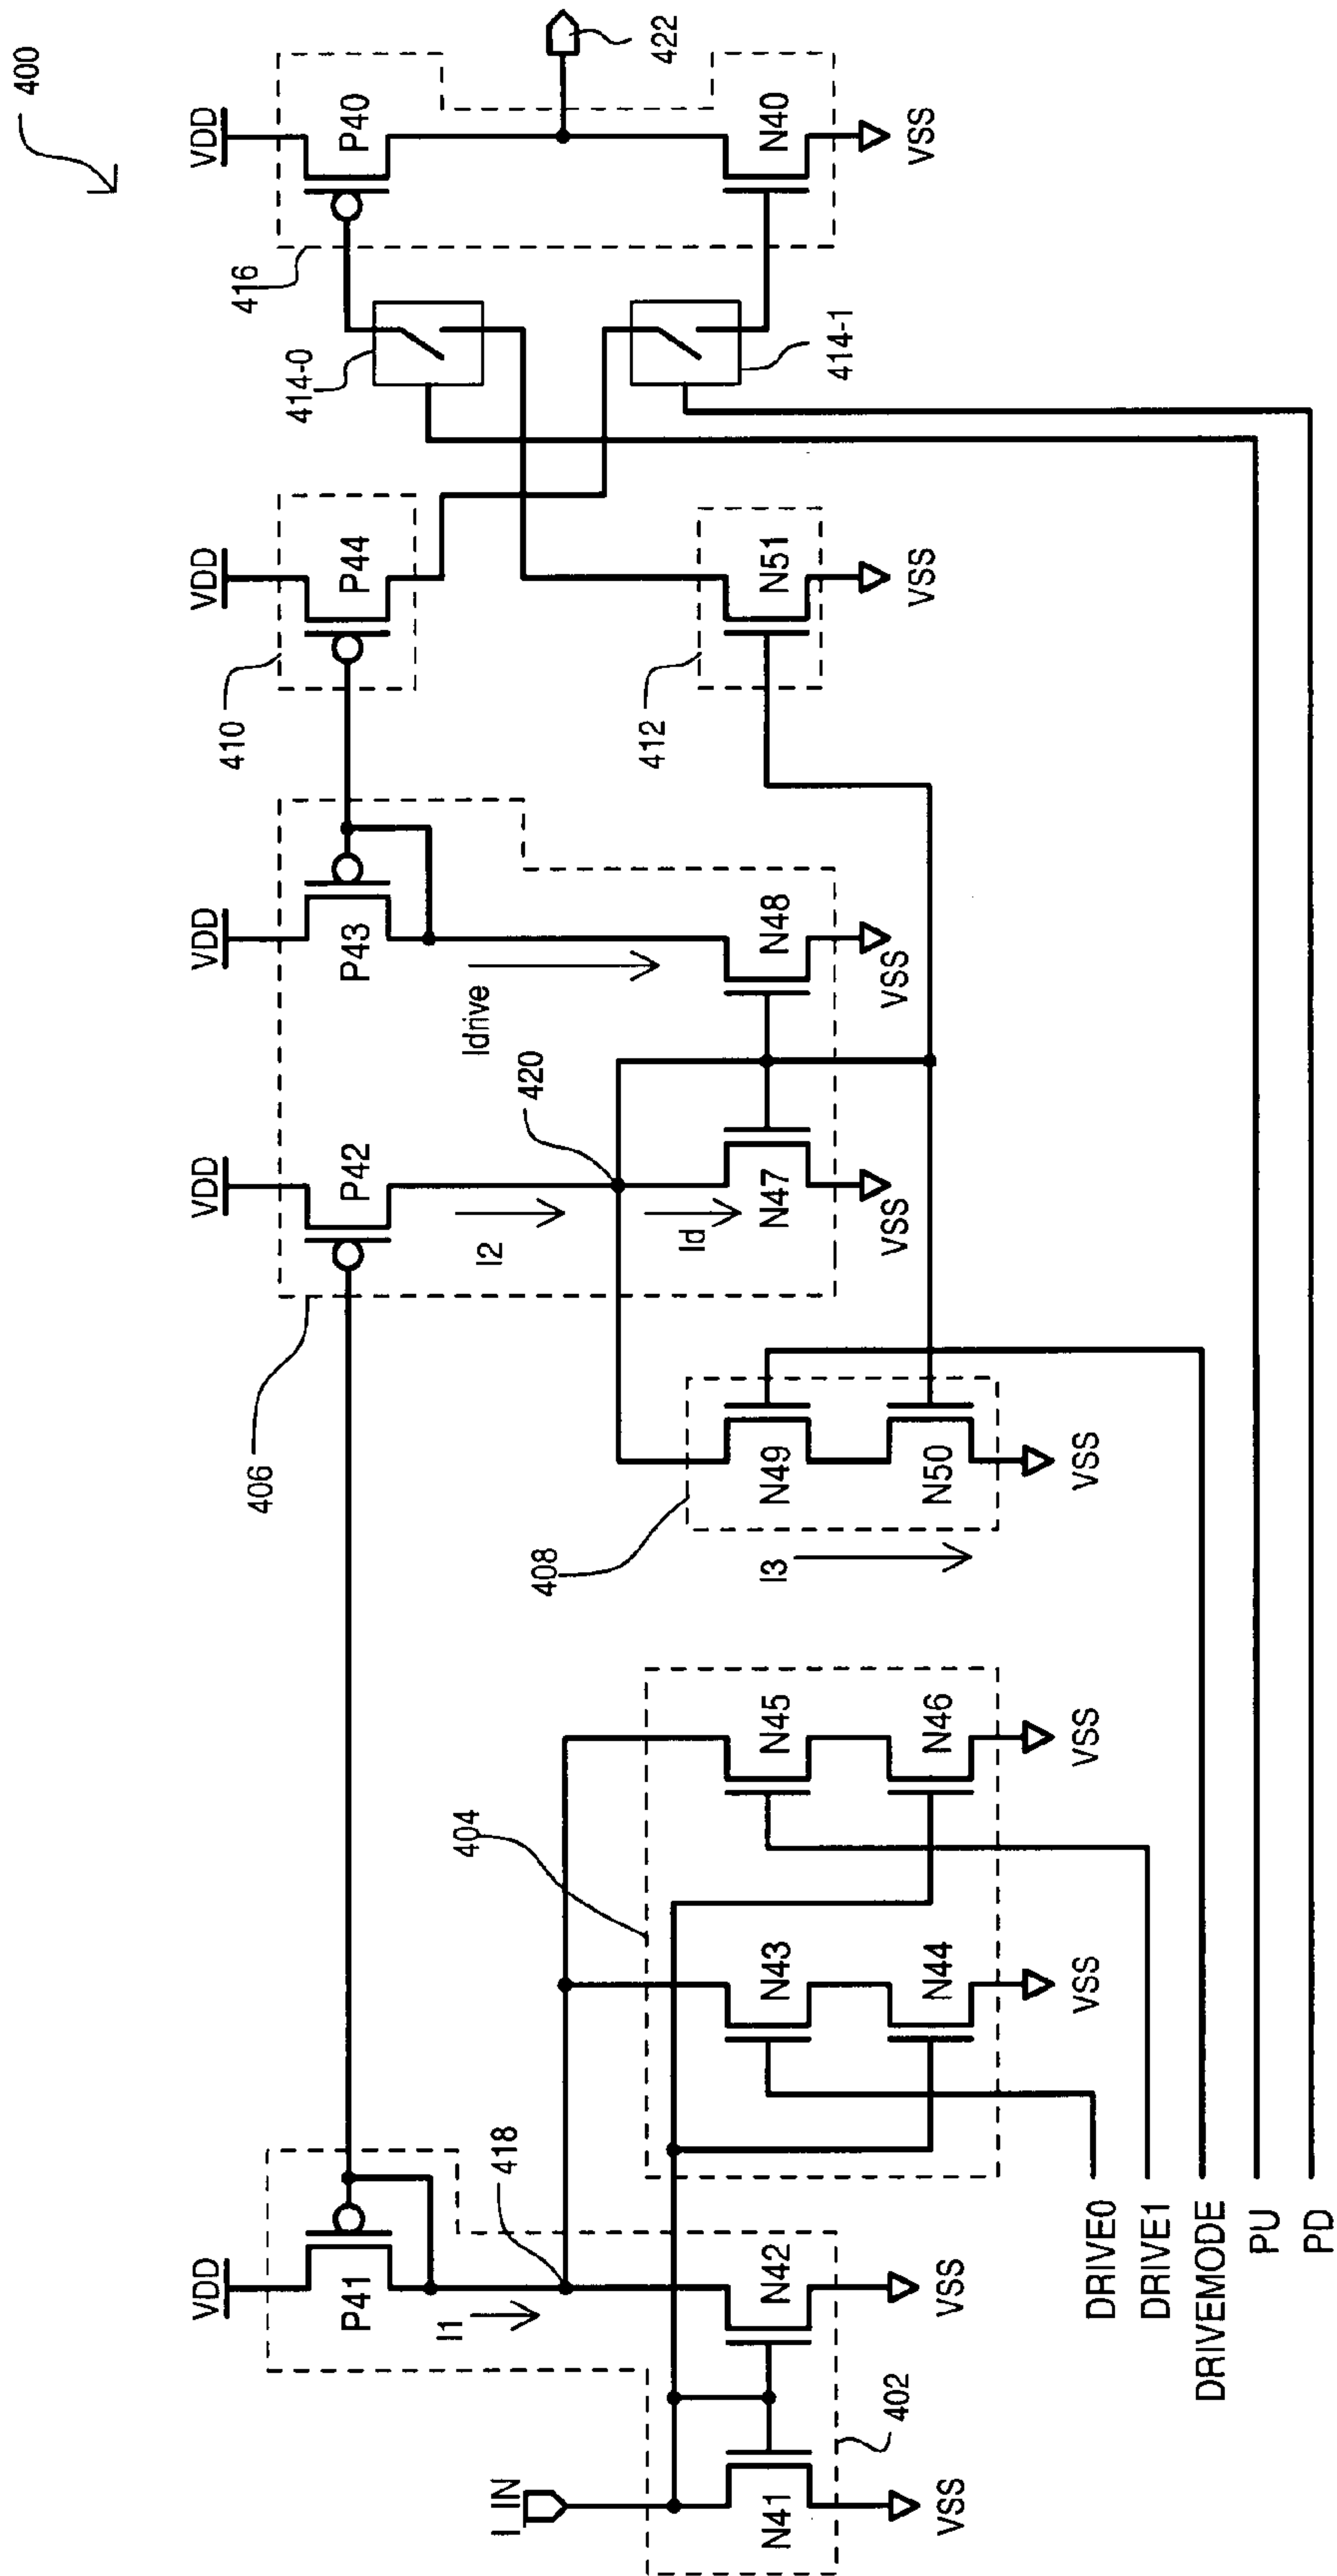 400
VDD
VDD
VDD
VDD
VDD
P41
P42
P43
P44
P40
406
410
416
422
414-0
414-1
I1
418
I2
420
Idrive
Id
I_IN
402
404
408
412
N41
N42
N43
N45
N44
N46
N49
N50
I3
N47
N48
N51
N40
VSS
VSS
VSS
VSS
VSS
VSS
VSS
VSS
VSS
DRIVE0
DRIVE1
DRIVEMODE
PU
PD